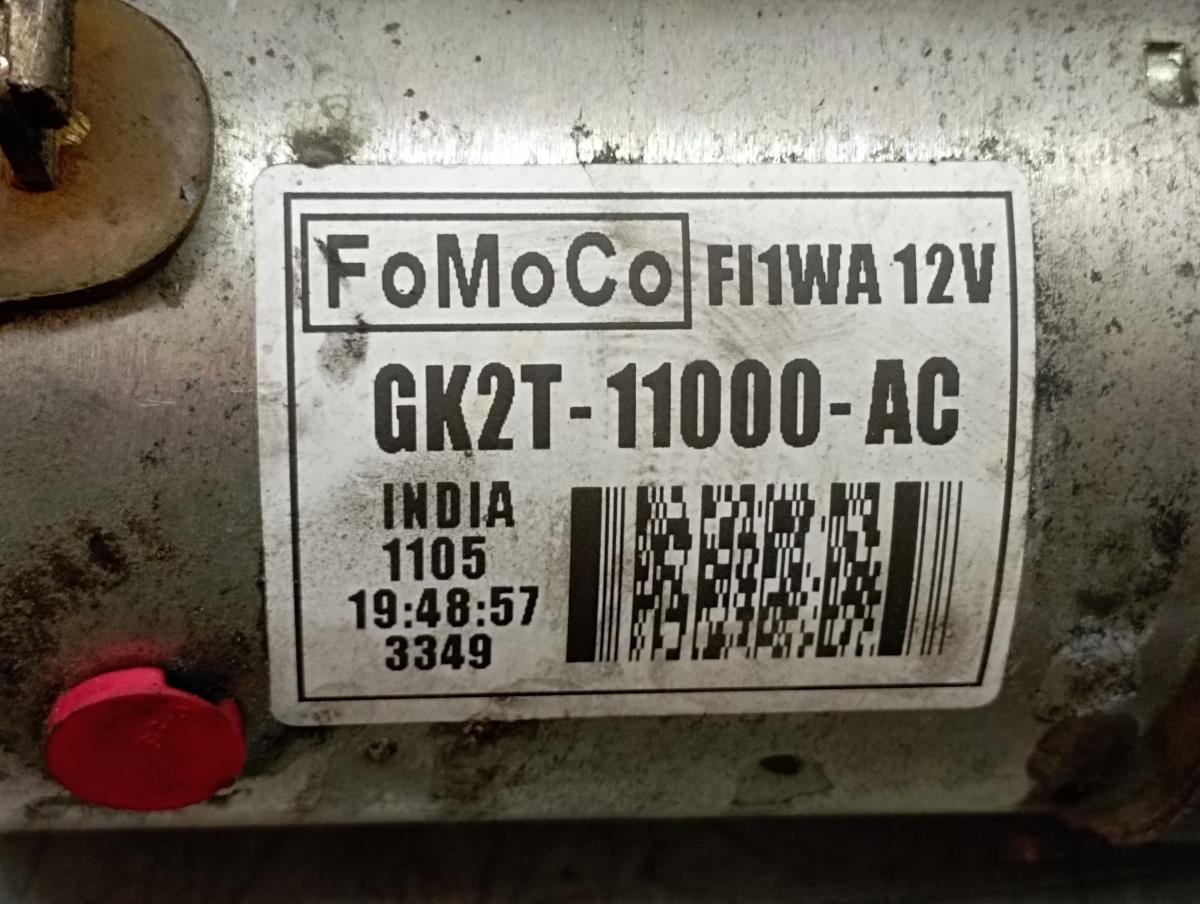 FoMoCo FI1WA 12V
GK2T-11000-AC
INDIA
1105
19:48:57
3349